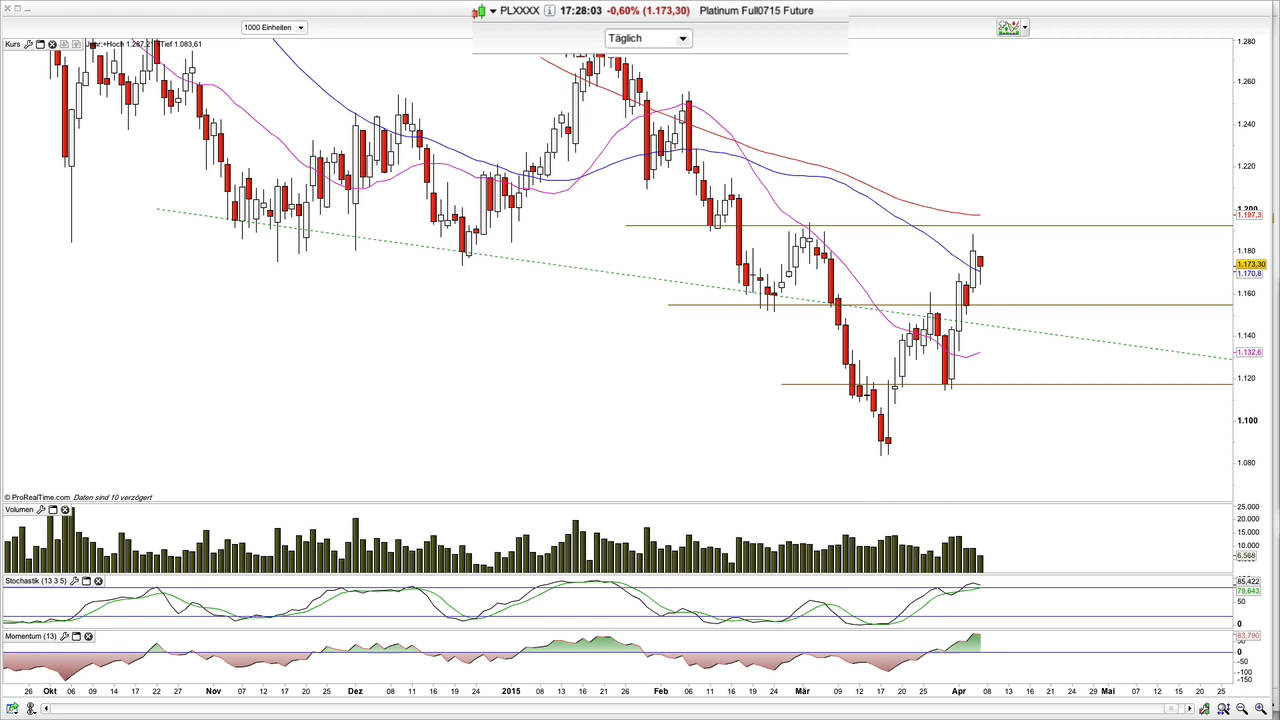 PLXXXX 17:28:03 -0,60% (1.173,30) Platinum Full0715 Future
1000 Einheiten
Täglich
Kurs
Tief 1.083,61
1.280
1.260
1.240
1.220
1.200
1.197,3
1.180
1.173,30
1.170,8
1.160
1.140
1.132,6
1.120
1.100
1.080
© ProRealTime.com Daten sind 10 verzögert
Volumen
25.000
20.000
15.000
10.000
6.568
Stochastik (13 3 5)
85,422
79,643
50
0
Momentum (13)
83,790
0
-50
-100
-150
26 Okt 06 09 14 17 22 27 Nov 07 12 17 20 25 Dez 08 11 16 19 24 2015 08 13 16 21 26 Feb 06 11 16 19 24 Mär 09 12 17 20 25 Apr 08 13 16 21 24 29 Mai 07 12 15 20 25